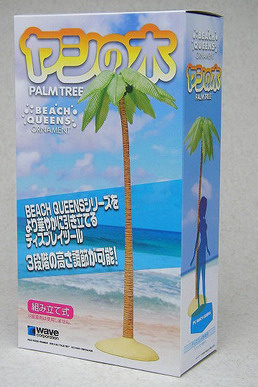 ヤシの木
PALM TREE
BEACH
QUEENS
ORNAMENT
BEACH QUEENSシリーズを
より華やかに引き立てる
ディスプレイツール
3段階の高さ調節が可能!
組み立て式
wave
corporation
ヤシの木
PALM TREE